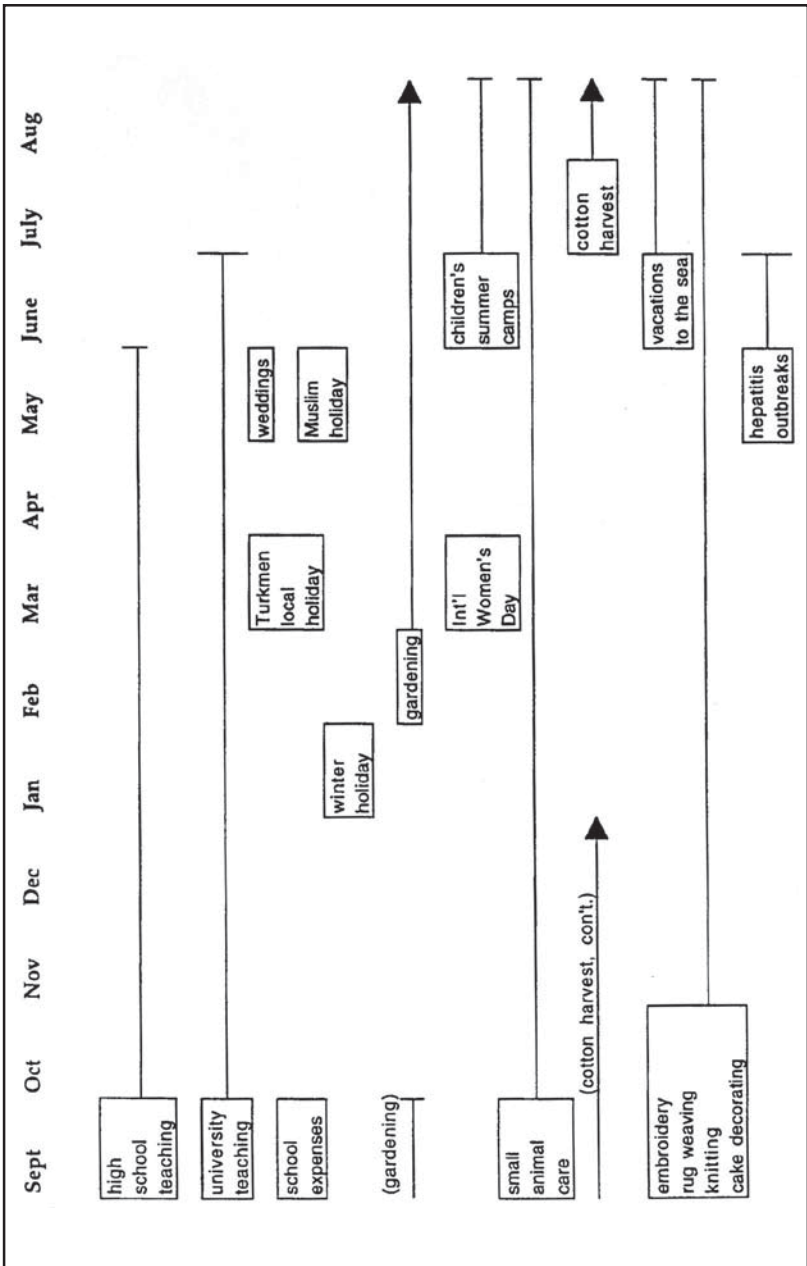 Sept Oct Nov Dec Jan Feb Mar Apr May June July Aug
high
school
teaching
university
teaching
school
expenses
Turkmen
local
holiday
weddings
Muslim
holiday
winter
holiday
(gardening)
gardening
Int'l
Women's
Day
children's
summer
camps
small
animal
care
(cotton harvest, con't.)
cotton
harvest
embroidery
rug weaving
knitting
cake decorating
vacations
to the sea
hepatitis
outbreaks